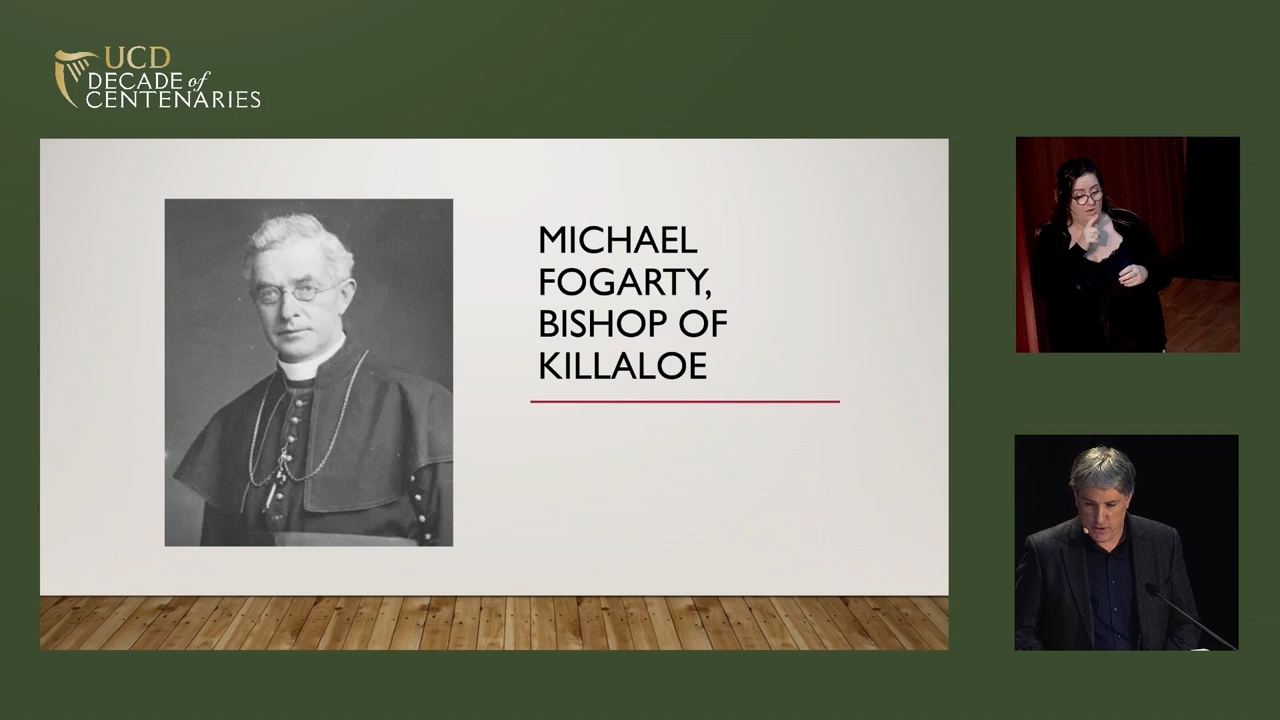 UCD
DECADE of
CENTENARIES
MICHAEL
FOGARTY,
BISHOP OF
KILLALOE